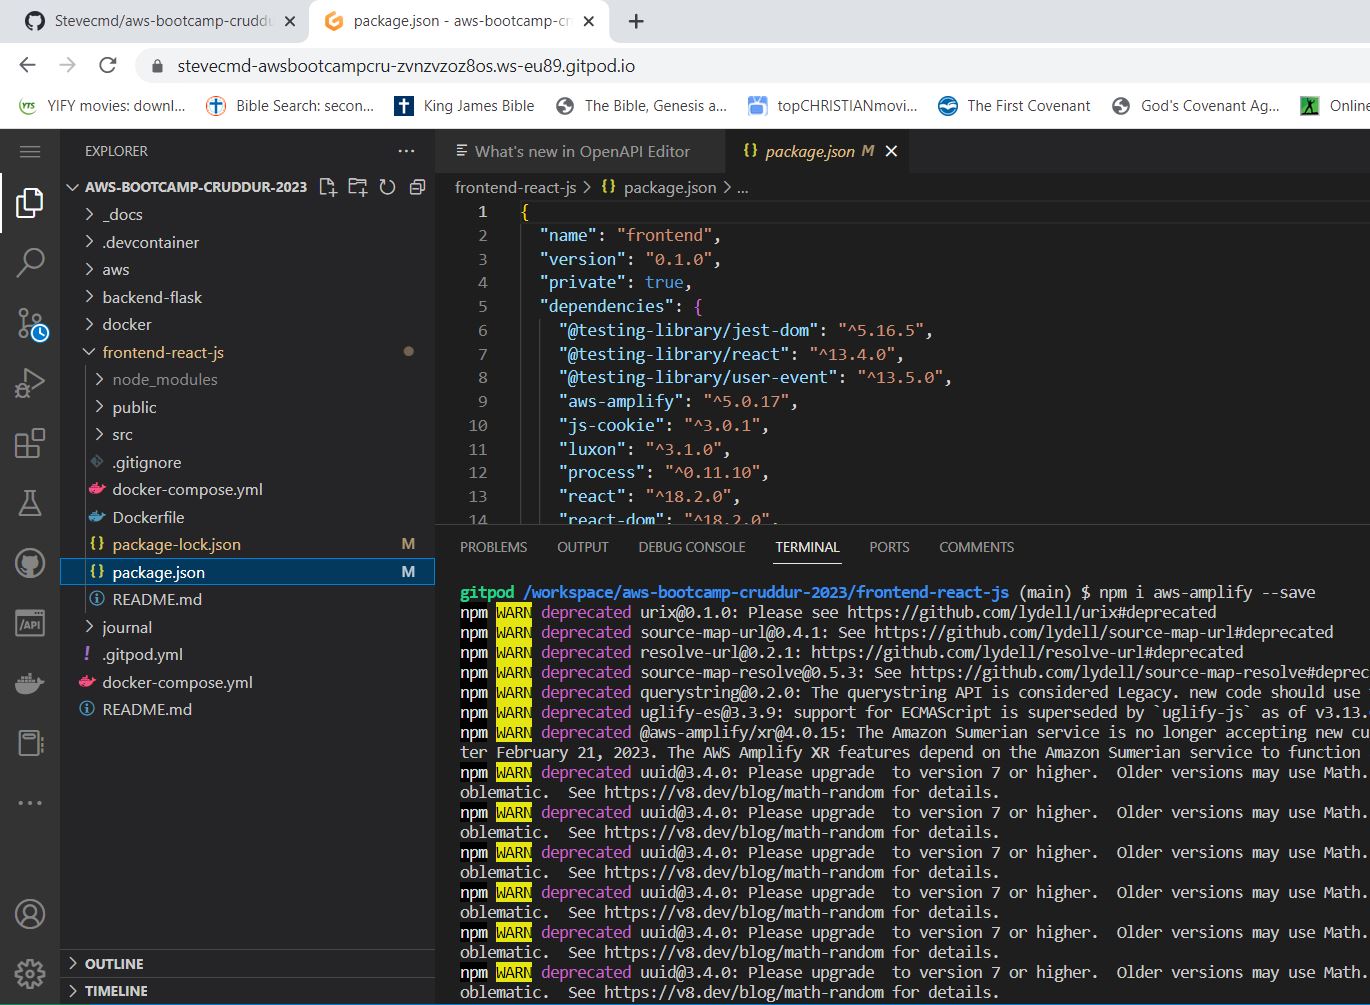 Stevecmd/aws-bootcamp-cruddu
package.json - aws-bootcamp-cr
stevecmd-awsbootcampcru-zvnzvzoz8os.ws-eu89.gitpod.io
YTS YIFY movies: downl... Bible Search: secon... King James Bible The Bible, Genesis a... topCHRISTIANmovi... The First Covenant God's Covenant Ag... Online
EXPLORER
What's new in OpenAPI Editor
{} package.json M
AWS-BOOTCAMP-CRUDDUR-2023
_docs
.devcontainer
aws
backend-flask
docker
frontend-react-js
node_modules
public
src
.gitignore
docker-compose.yml
Dockerfile
{} package-lock.json M
{} package.json M
README.md
journal
! .gitpod.yml
docker-compose.yml
README.md
/API
OUTLINE
TIMELINE
frontend-react-js > {} package.json > ...
1 {
2 "name": "frontend",
3 "version": "0.1.0",
4 "private": true,
5 "dependencies": {
6 "@testing-library/jest-dom": "^5.16.5",
7 "@testing-library/react": "^13.4.0",
8 "@testing-library/user-event": "^13.5.0",
9 "aws-amplify": "^5.0.17",
10 "js-cookie": "^3.0.1",
11 "luxon": "^3.1.0",
12 "process": "^0.11.10",
13 "react": "^18.2.0",
14 "react-dom": "^18.2.0",
PROBLEMS OUTPUT DEBUG CONSOLE TERMINAL PORTS COMMENTS
gitpod /workspace/aws-bootcamp-cruddur-2023/frontend-react-js (main) $ npm i aws-amplify --save
npm WARN deprecated urix@0.1.0: Please see https://github.com/lydell/urix#deprecated
npm WARN deprecated source-map-url@0.4.1: See https://github.com/lydell/source-map-url#deprecated
npm WARN deprecated resolve-url@0.2.1: https://github.com/lydell/resolve-url#deprecated
npm WARN deprecated source-map-resolve@0.5.3: See https://github.com/lydell/source-map-resolve#deprec
npm WARN deprecated querystring@0.2.0: The querystring API is considered Legacy. new code should use
npm WARN deprecated uglify-es@3.3.9: support for ECMAScript is superseded by `uglify-js` as of v3.13.
npm WARN deprecated @aws-amplify/xr@4.0.15: The Amazon Sumerian service is no longer accepting new cu
ter February 21, 2023. The AWS Amplify XR features depend on the Amazon Sumerian service to function
npm WARN deprecated uuid@3.4.0: Please upgrade  to version 7 or higher.  Older versions may use Math.
oblematic.  See https://v8.dev/blog/math-random for details.
npm WARN deprecated uuid@3.4.0: Please upgrade  to version 7 or higher.  Older versions may use Math.
oblematic.  See https://v8.dev/blog/math-random for details.
npm WARN deprecated uuid@3.4.0: Please upgrade  to version 7 or higher.  Older versions may use Math.
oblematic.  See https://v8.dev/blog/math-random for details.
npm WARN deprecated uuid@3.4.0: Please upgrade  to version 7 or higher.  Older versions may use Math.
oblematic.  See https://v8.dev/blog/math-random for details.
npm WARN deprecated uuid@3.4.0: Please upgrade  to version 7 or higher.  Older versions may use Math.
oblematic.  See https://v8.dev/blog/math-random for details.
npm WARN deprecated uuid@3.4.0: Please upgrade  to version 7 or higher.  Older versions may use Math.
oblematic.  See https://v8.dev/blog/math-random for details.